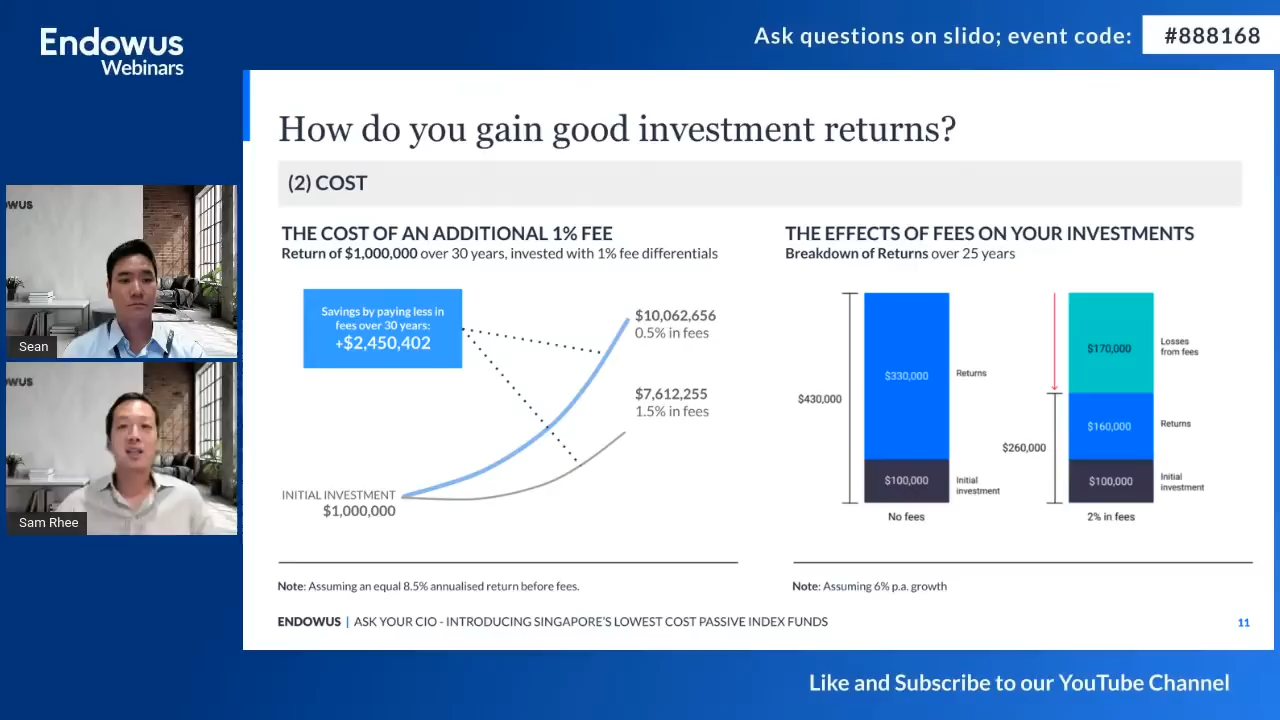 Endowus
Webinars
Ask questions on slido; event code:
#888168
How do you gain good investment returns?
(2) COST
THE COST OF AN ADDITIONAL 1% FEE
Return of $1,000,000 over 30 years, invested with 1% fee differentials
Savings by paying less in
fees over 30 years:
+$2,450,402
$10,062,656
0.5% in fees
$7,612,255
1.5% in fees
INITIAL INVESTMENT
$1,000,000
Note: Assuming an equal 8.5% annualised return before fees.
THE EFFECTS OF FEES ON YOUR INVESTMENTS
Breakdown of Returns over 25 years
$430,000
$330,000
Returns
$100,000
Initial
investment
No fees
$170,000
Losses
from fees
$260,000
$160,000
Returns
$100,000
Initial
investment
2% in fees
Note: Assuming 6% p.a. growth
ENDOWUS | ASK YOUR CIO - INTRODUCING SINGAPORE'S LOWEST COST PASSIVE INDEX FUNDS
11
Sean
Sam Rhee
Like and Subscribe to our YouTube Channel